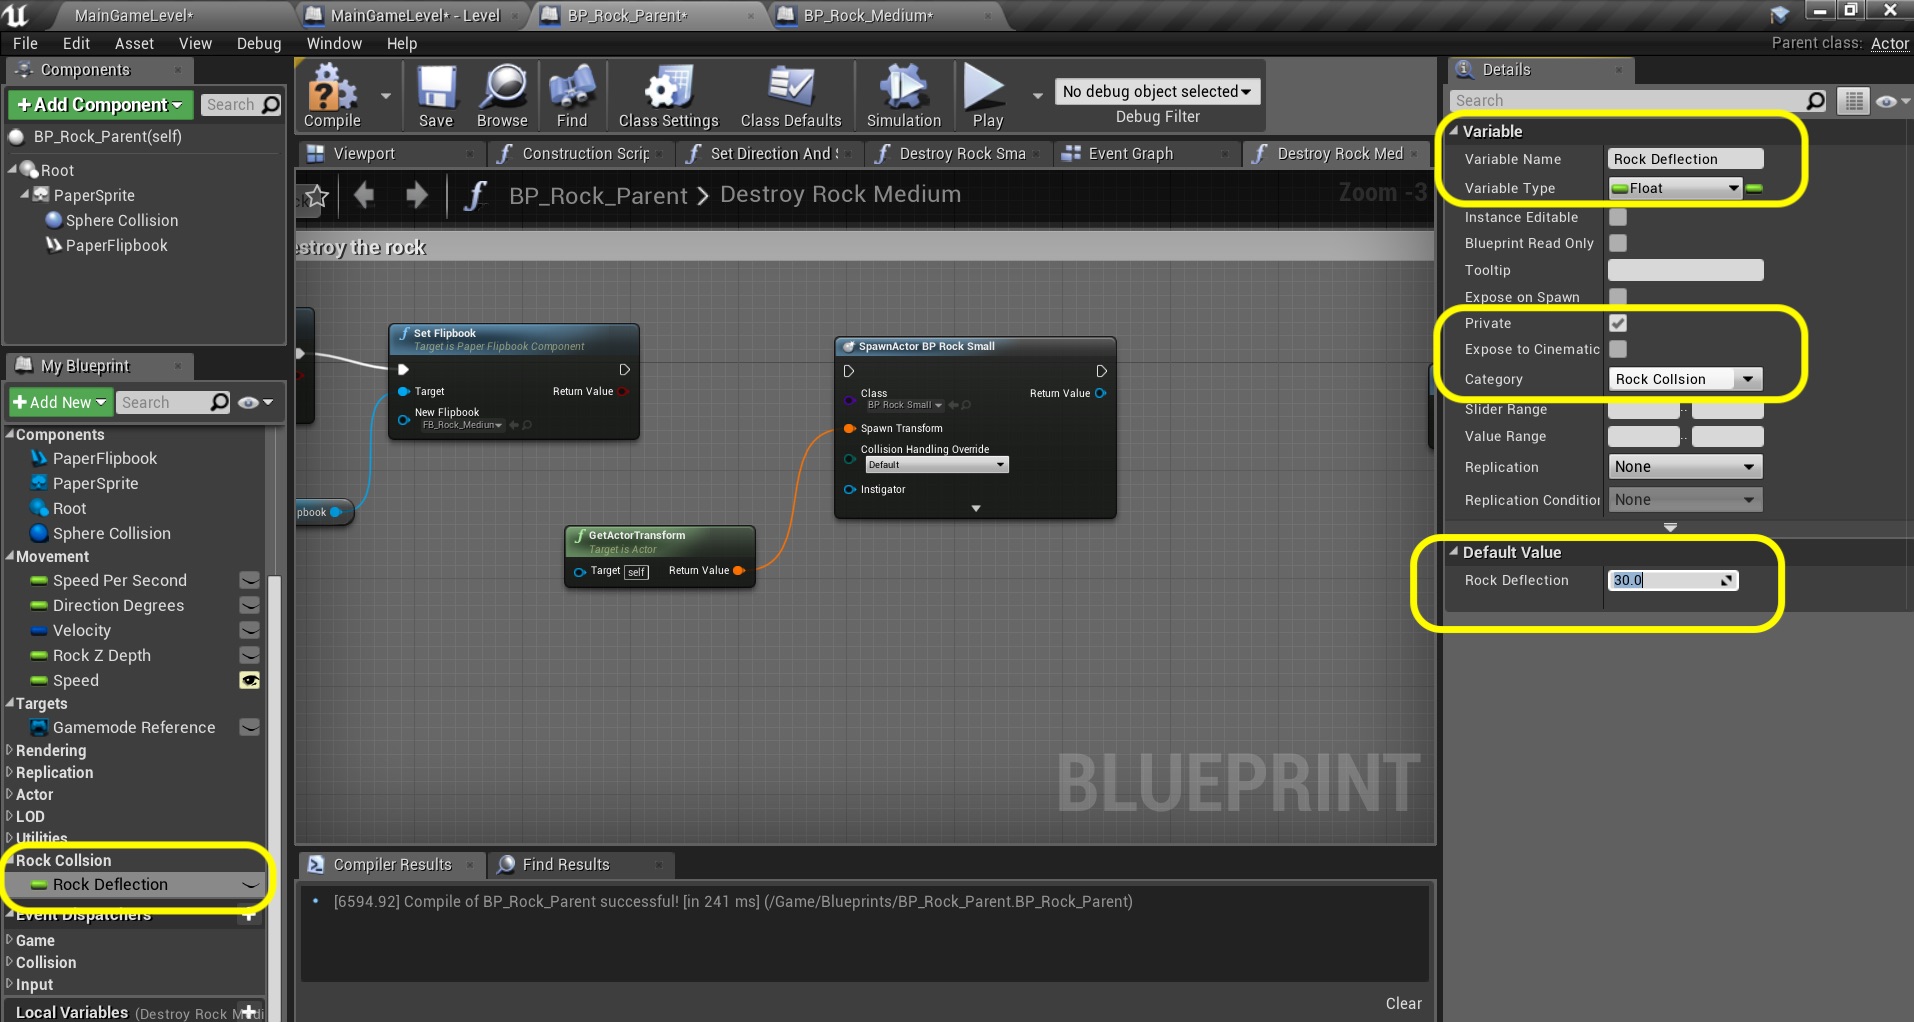 MainGameLevel*
MainGameLevel* - Level
BP_Rock_Parent*
BP_Rock_Medium*
File Edit Asset View Debug Window Help
Parent class: Actor
Components
+Add Component
Search
BP_Rock_Parent(self)
Root
PaperSprite
Sphere Collision
PaperFlipbook
My Blueprint
+Add New
Search
Components
PaperFlipbook
PaperSprite
Root
Sphere Collision
Movement
Speed Per Second
Direction Degrees
Velocity
Rock Z Depth
Speed
Targets
Gamemode Reference
Rendering
Replication
Actor
LOD
Utilities
Rock Collsion
Rock Deflection
Event Dispatchers
Game
Collision
Input
Local Variables (Destroy Rock Medi
Compile
Save
Browse
Find
Class Settings
Class Defaults
Simulation
Play
No debug object selected
Debug Filter
Viewport
Construction Scrip
Set Direction And S
Destroy Rock Sma
Event Graph
Destroy Rock Med
BP_Rock_Parent > Destroy Rock Medium
Zoom -3
estroy the rock
Set Flipbook
Target is Paper Flipbook Component
Target
Return Value
New Flipbook
FB_Rock_Mediun
pbook
GetActorTransform
Target is Actor
Target self
Return Value
SpawnActor BP Rock Small
Class
BP Rock Small
Return Value
Spawn Transform
Collision Handling Override
Default
Instigator
BLUEPRINT
Compiler Results
Find Results
[6594.92] Compile of BP_Rock_Parent successful! [in 241 ms] (/Game/Blueprints/BP_Rock_Parent.BP_Rock_Parent)
Clear
Details
Search
Variable
Variable Name Rock Deflection
Variable Type Float
Instance Editable
Blueprint Read Only
Tooltip
Expose on Spawn
Private
Expose to Cinematic
Category Rock Collsion
Slider Range ..
Value Range ..
Replication None
Replication Condition None
Default Value
Rock Deflection 30.0